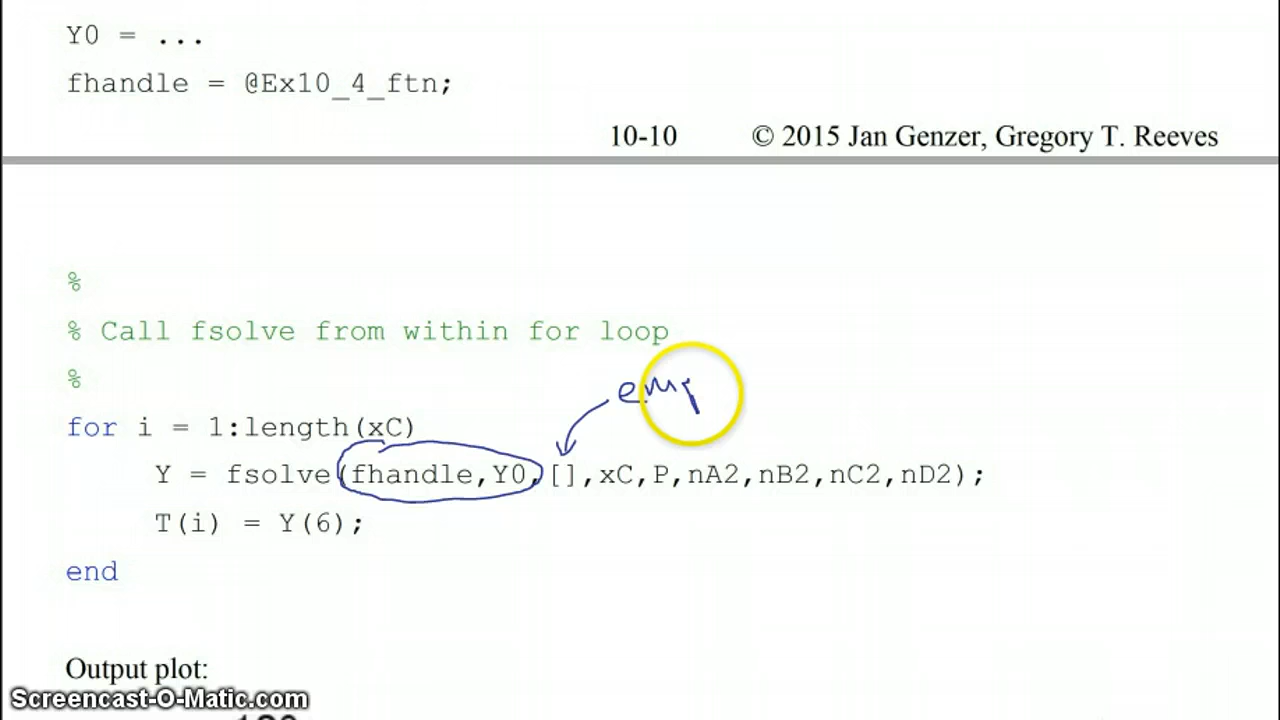 Y0 = ...
fhandle = @Ex10_4_ftn;
10-10 © 2015 Jan Genzer, Gregory T. Reeves
%
% Call fsolve from within for loop
%
emp
for i = 1:length(xC)
Y = fsolve(fhandle,Y0,[],xC,P,nA2,nB2,nC2,nD2);
T(i) = Y(6);
end
Output plot:
Screencast-O-Matic.com